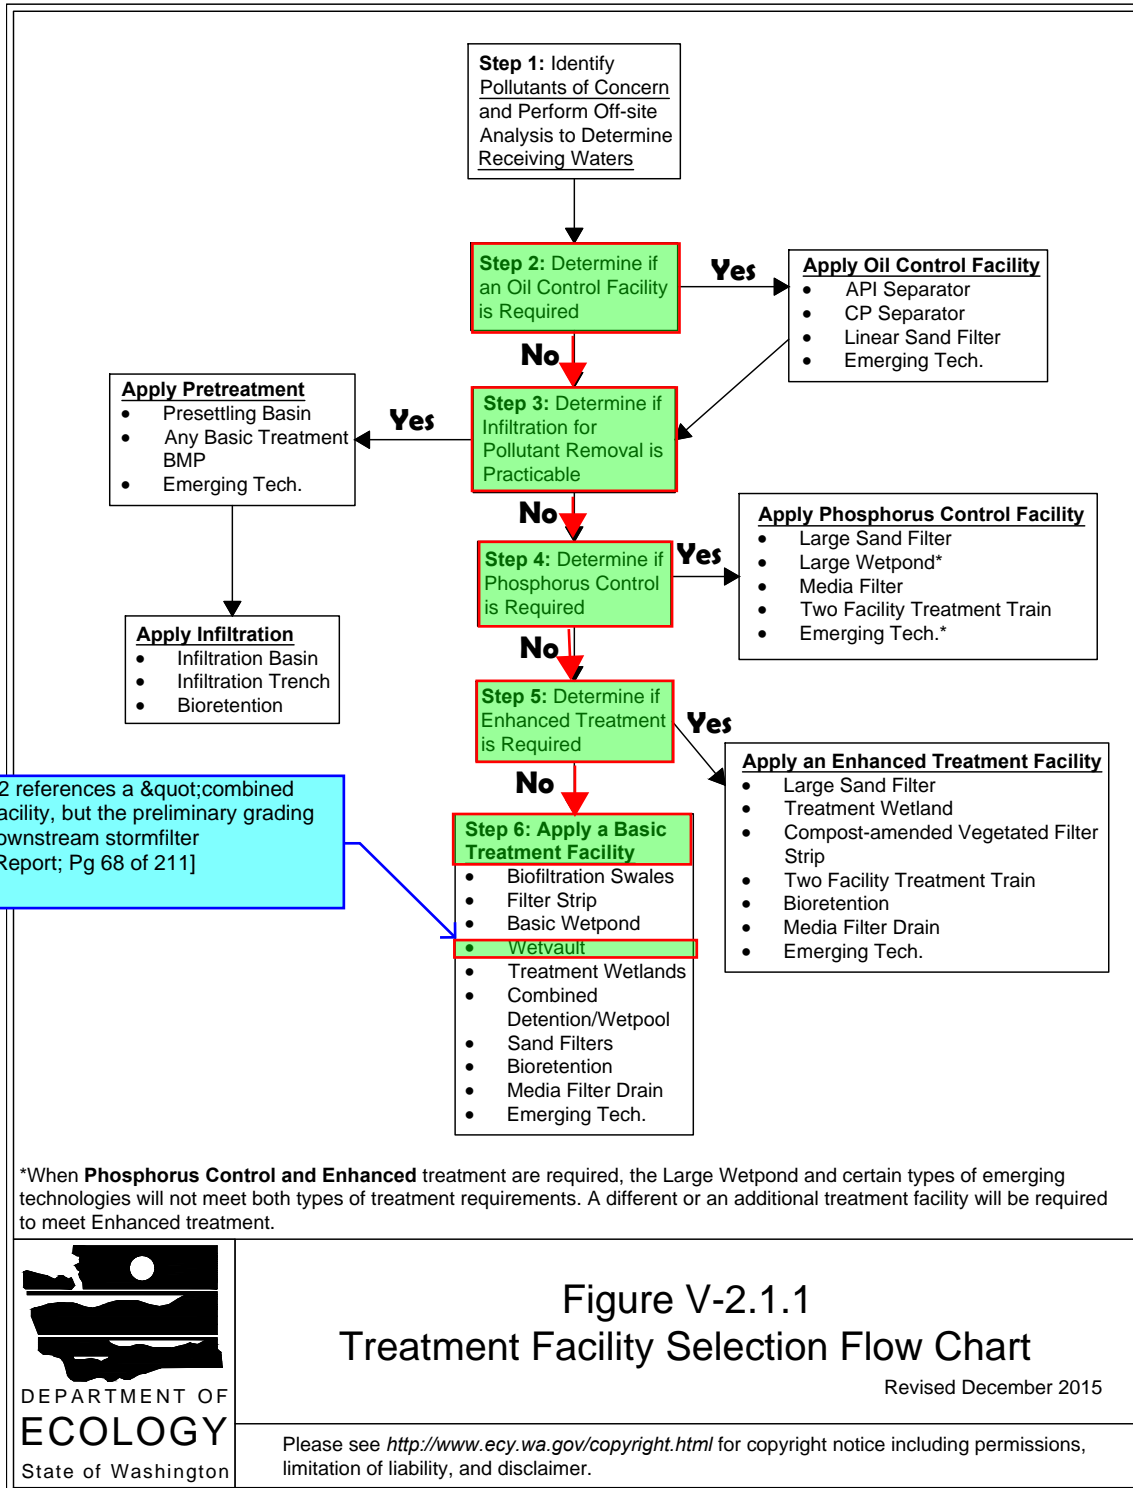 Step 1: Identify
Pollutants of Concern
and Perform Off-site
Analysis to Determine
Receiving Waters
Step 2: Determine if
an Oil Control Facility
is Required
Yes
Apply Oil Control Facility
• API Separator
• CP Separator
• Linear Sand Filter
• Emerging Tech.
No
Step 3: Determine if
Infiltration for
Pollutant Removal is
Practicable
Yes
Apply Pretreatment
• Presettling Basin
• Any Basic Treatment
BMP
• Emerging Tech.
Apply Infiltration
• Infiltration Basin
• Infiltration Trench
• Bioretention
No
Step 4: Determine if
Phosphorus Control
is Required
Yes
Apply Phosphorus Control Facility
• Large Sand Filter
• Large Wetpond*
• Media Filter
• Two Facility Treatment Train
• Emerging Tech.*
No
Step 5: Determine if
Enhanced Treatment
is Required
Yes
Apply an Enhanced Treatment Facility
• Large Sand Filter
• Treatment Wetland
• Compost-amended Vegetated Filter
Strip
• Two Facility Treatment Train
• Bioretention
• Media Filter Drain
• Emerging Tech.
No
2 references a &quot;combined
acility, but the preliminary grading
ownstream stormfilter
Report; Pg 68 of 211]
Step 6: Apply a Basic
Treatment Facility
• Biofiltration Swales
• Filter Strip
• Basic Wetpond
• Wetvault
• Treatment Wetlands
• Combined
Detention/Wetpool
• Sand Filters
• Bioretention
• Media Filter Drain
• Emerging Tech.
*When Phosphorus Control and Enhanced treatment are required, the Large Wetpond and certain types of emerging
technologies will not meet both types of treatment requirements. A different or an additional treatment facility will be required
to meet Enhanced treatment.
DEPARTMENT OF
ECOLOGY
State of Washington
Figure V-2.1.1
Treatment Facility Selection Flow Chart
Revised December 2015
Please see http://www.ecy.wa.gov/copyright.html for copyright notice including permissions,
limitation of liability, and disclaimer.